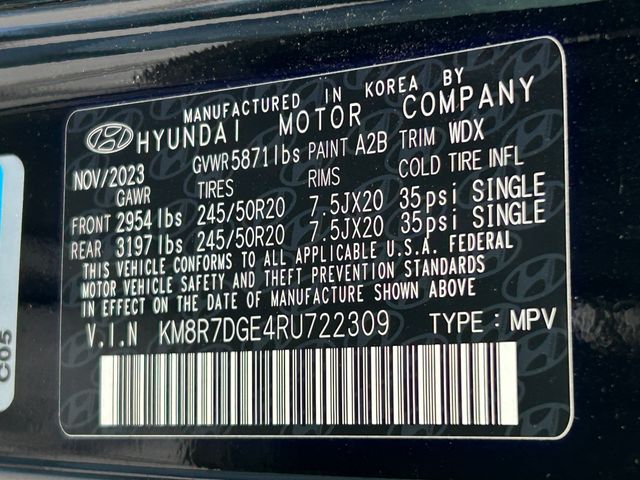 MANUFACTURED IN KOREA BY
HYUNDAI MOTOR COMPANY
NOV/2023 GVWR 5871lbs PAINT A2B TRIM WDX
GAWR TIRES RIMS COLD TIRE INFL
FRONT 2954 lbs 245/50R20 7.5JX20 35psi SINGLE
REAR 3197 lbs 245/50R20 7.5JX20 35psi SINGLE
THIS VEHICLE CONFORMS TO ALL APPLICABLE U.S.A. FEDERAL
MOTOR VEHICLE SAFETY AND THEFT PREVENTION STANDARDS
IN EFFECT ON THE DATE OF MANUFACTURE SHOWN ABOVE
V.I.N KM8R7DGE4RU722309 TYPE : MPV
C05